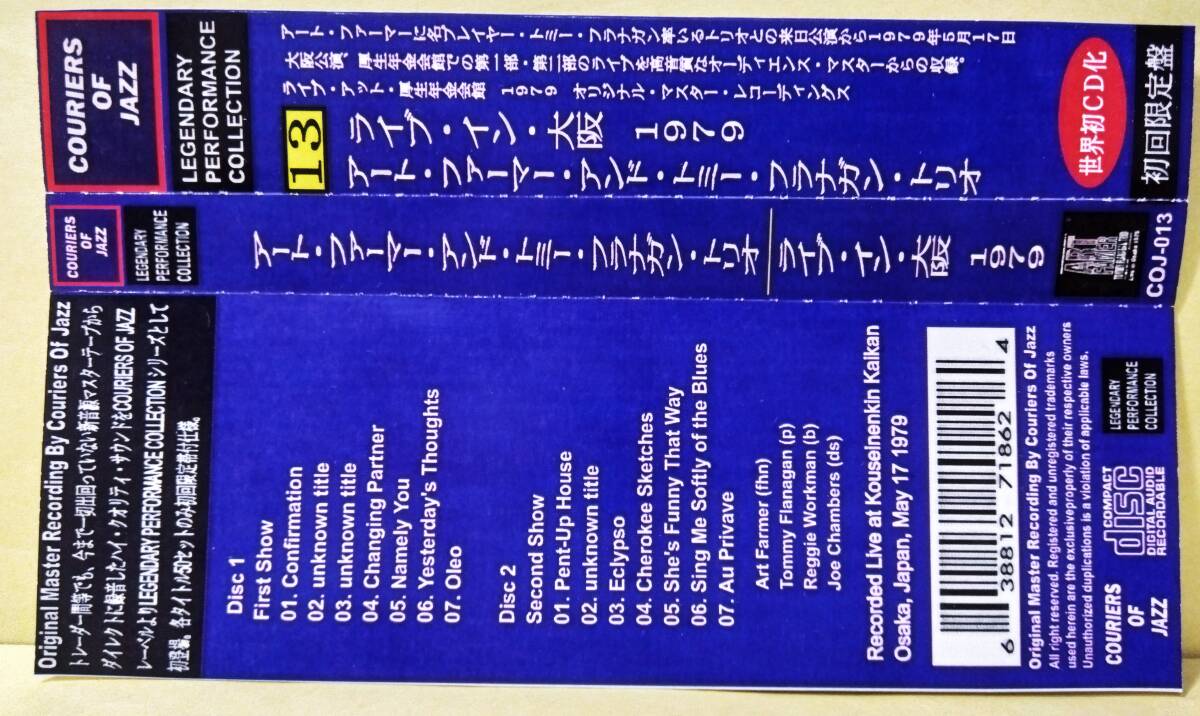 COURIERS
OF
JAZZ
LEGENDARY
PERFORMANCE
COLLECTION
アート・ファーマーに名プレイヤー・トミー・フラナガン率いるトリオとの来日公演から1979年5月17日
大阪公演、厚生年金会館での第一部・第二部のライブを高音質なオーディエンス・マスターからの収録。
ライブ・アット・厚生年金会館 1979 オリジナル・マスター・レコーディングス
13
ライブ・イン・大阪 1979
アート・ファーマー・アンド・トミー・フラナガン・トリオ
世界初CD化
初回限定盤
COURIERS
OF
JAZZ
LEGENDARY
PERFORMANCE
COLLECTION
アート・ファーマー・アンド・トミー・フラナガン・トリオ
ライブ・イン・大阪 1979
ART
FARMER
COJ-013
Original Master Recording By Couriers Of Jazz
トレーダー間等でも、今まで一切出回っていない新音源マスターテープから
ダイレクトに録音したハイ・クオリティ・サウンドをCOURIERS OF JAZZ
レーベルよりLEGENDARY PERFORMANCE COLLECTIONシリーズとして
初登場。各タイトル50セットのみ初回限定帯付仕様。
Disc 1
First Show
01. Confirmation
02. unknown title
03. unknown title
04. Changing Partner
05. Namely You
06. Yesterday's Thoughts
07. Oleo
Disc 2
Second Show
01. Pent-Up House
02. unknown title
03. Eclypso
04. Cherokee Sketches
05. She's Funny That Way
06. Sing Me Softly of the Blues
07. Au Privave
Art Farmer (fhn)
Tommy Flanagan (p)
Reggie Workman (b)
Joe Chambers (ds)
Recorded Live at Kouseinenkin Kalkan
Osaka, Japan, May 17 1979
6 38812 71862 4
Original Master Recording By Couriers Of Jazz
All right reserved. Registered and unregistered trademarks
used herein are the exclusiveproperly of their respective owners
Unauthorized duplications is a violation of applicable laws.
COURIERS
OF
JAZZ
COMPACT
disc
DIGITAL AUDIO
RECORDABLE
LEGENDARY
PERFORMANCE
COLLECTION